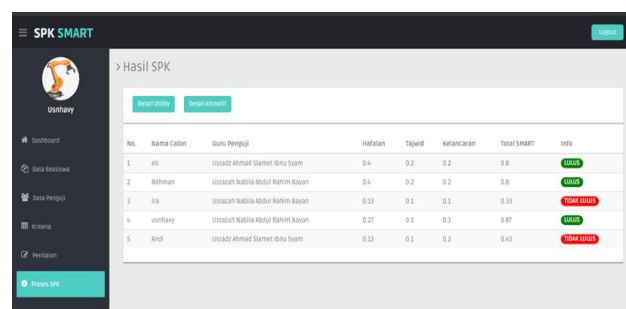 SPK SMART
Logout
Usnhavy
> Hasil SPK
Detail Utility
Detail Altrnatif
Dashboard
Data Beasiswa
Data Penguji
Kriteria
Penilaian
Proses SPK
No. Nama Calon Guru Penguji Hafalan Tajwid Kelancaran Total SMART Info
1 eli Ustadz Ahmad Slamet Ibnu Syam 0.4 0.2 0.2 0.8 LULUS
2 Rahman Ustazah Nabila Abdul Rahim Bayan 0.4 0.2 0.2 0.8 LULUS
3 ira Ustazah Nabila Abdul Rahim Bayan 0.13 0.1 0.1 0.33 TIDAK LULUS
4 usnhavy Ustazah Nabila Abdul Rahim Bayan 0.27 0.3 0.3 0.87 LULUS
5 Andi Ustadz Ahmad Slamet Ibnu Syam 0.13 0.1 0.2 0.43 TIDAK LULUS